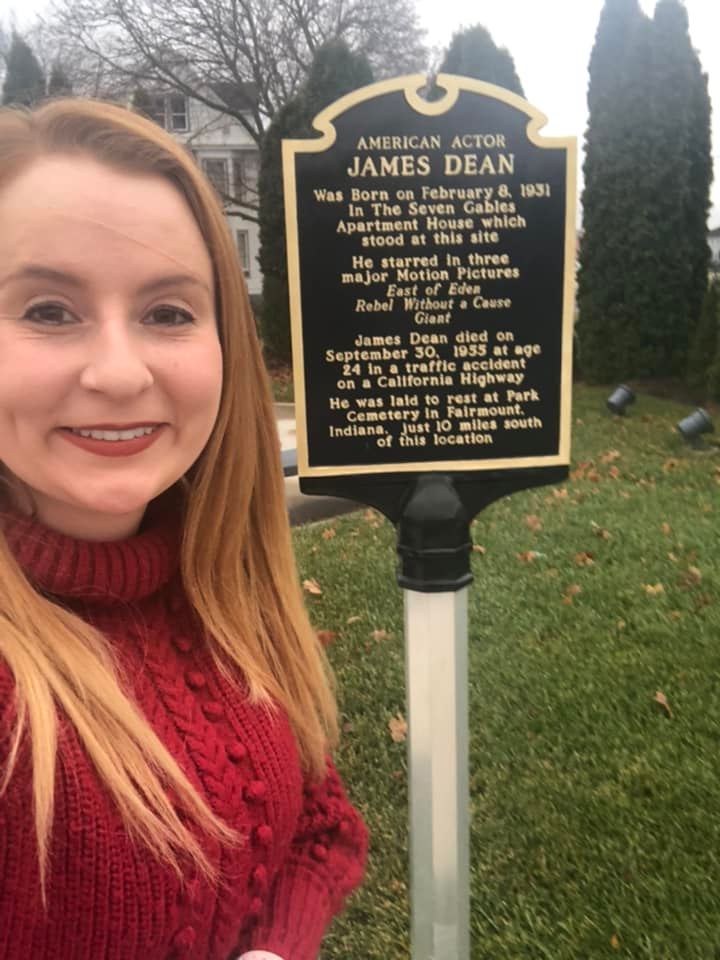 AMERICAN ACTOR
JAMES DEAN
Was Born on February 8, 1931
In The Seven Gables
Apartment House which
stood at this site
He starred in three
major Motion Pictures
East of Eden
Rebel Without a Cause
Giant
James Dean died on
September 30, 1955 at age
24 in a traffic accident
on a California Highway
He was laid to rest at Park
Cemetery in Fairmount,
Indiana, just 10 miles south
of this location